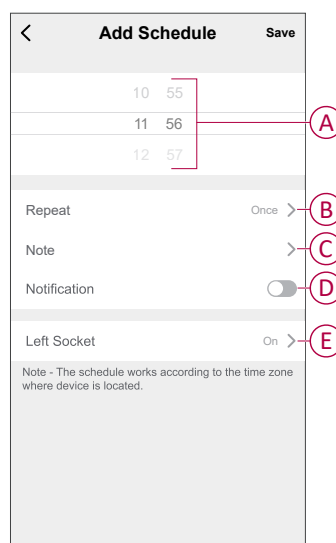 Add Schedule Save
10 55
11 56
12 57
A
Repeat Once B
Note C
Notification D
Left Socket On E
Note - The schedule works according to the time zone
where device is located.